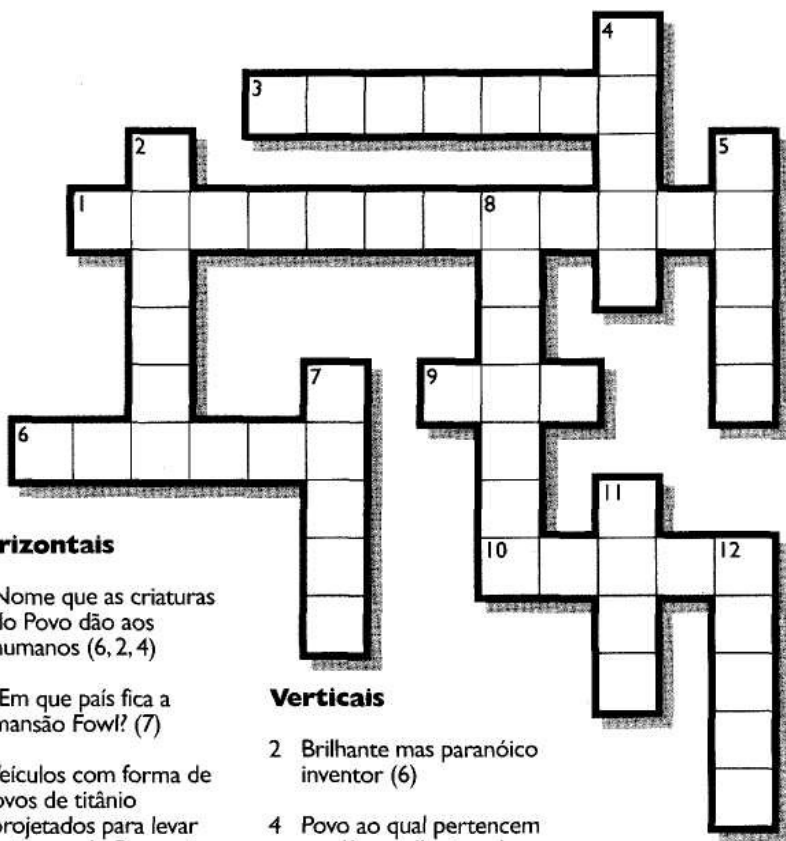 4
3
2 5
1 8
7 9
6
11
10 12
rizontais
Nome que as criaturas
lo Povo dão aos
humanos (6, 2, 4)
Em que país fica a
mansão Fowl? (7)
eículos com forma de
ovos de titânio
projetados para levar
Verticais
2 Brilhante mas paranóico
inventor (6)
4 Povo ao qual pertencem